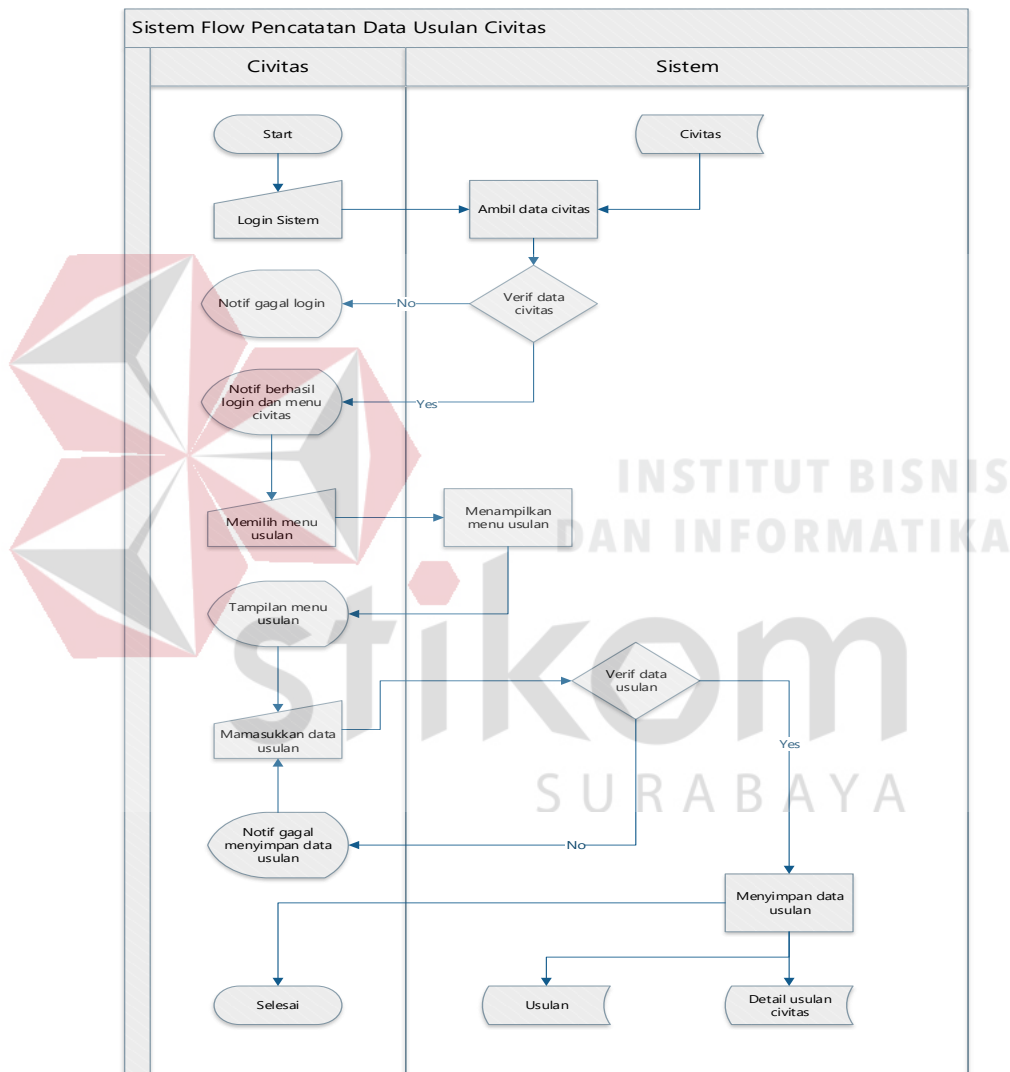 Sistem Flow Pencatatan Data Usulan Civitas
Civitas
Sistem
Start
Civitas
Login Sistem
Ambil data civitas
Notif gagal login
No
Verif data
civitas
Notif berhasil
login dan menu
civitas
Yes
INSTITUT BISNIS
DAN INFORMATIKA
Memilih menu
usulan
Menampilkan
menu usulan
Tampilan menu
usulan
stikom
SURABAYA
Verif data
usulan
Mamasukkan data
usulan
Yes
Notif gagal
menyimpan data
usulan
No
Menyimpan data
usulan
Selesai
Usulan
Detail usulan
civitas